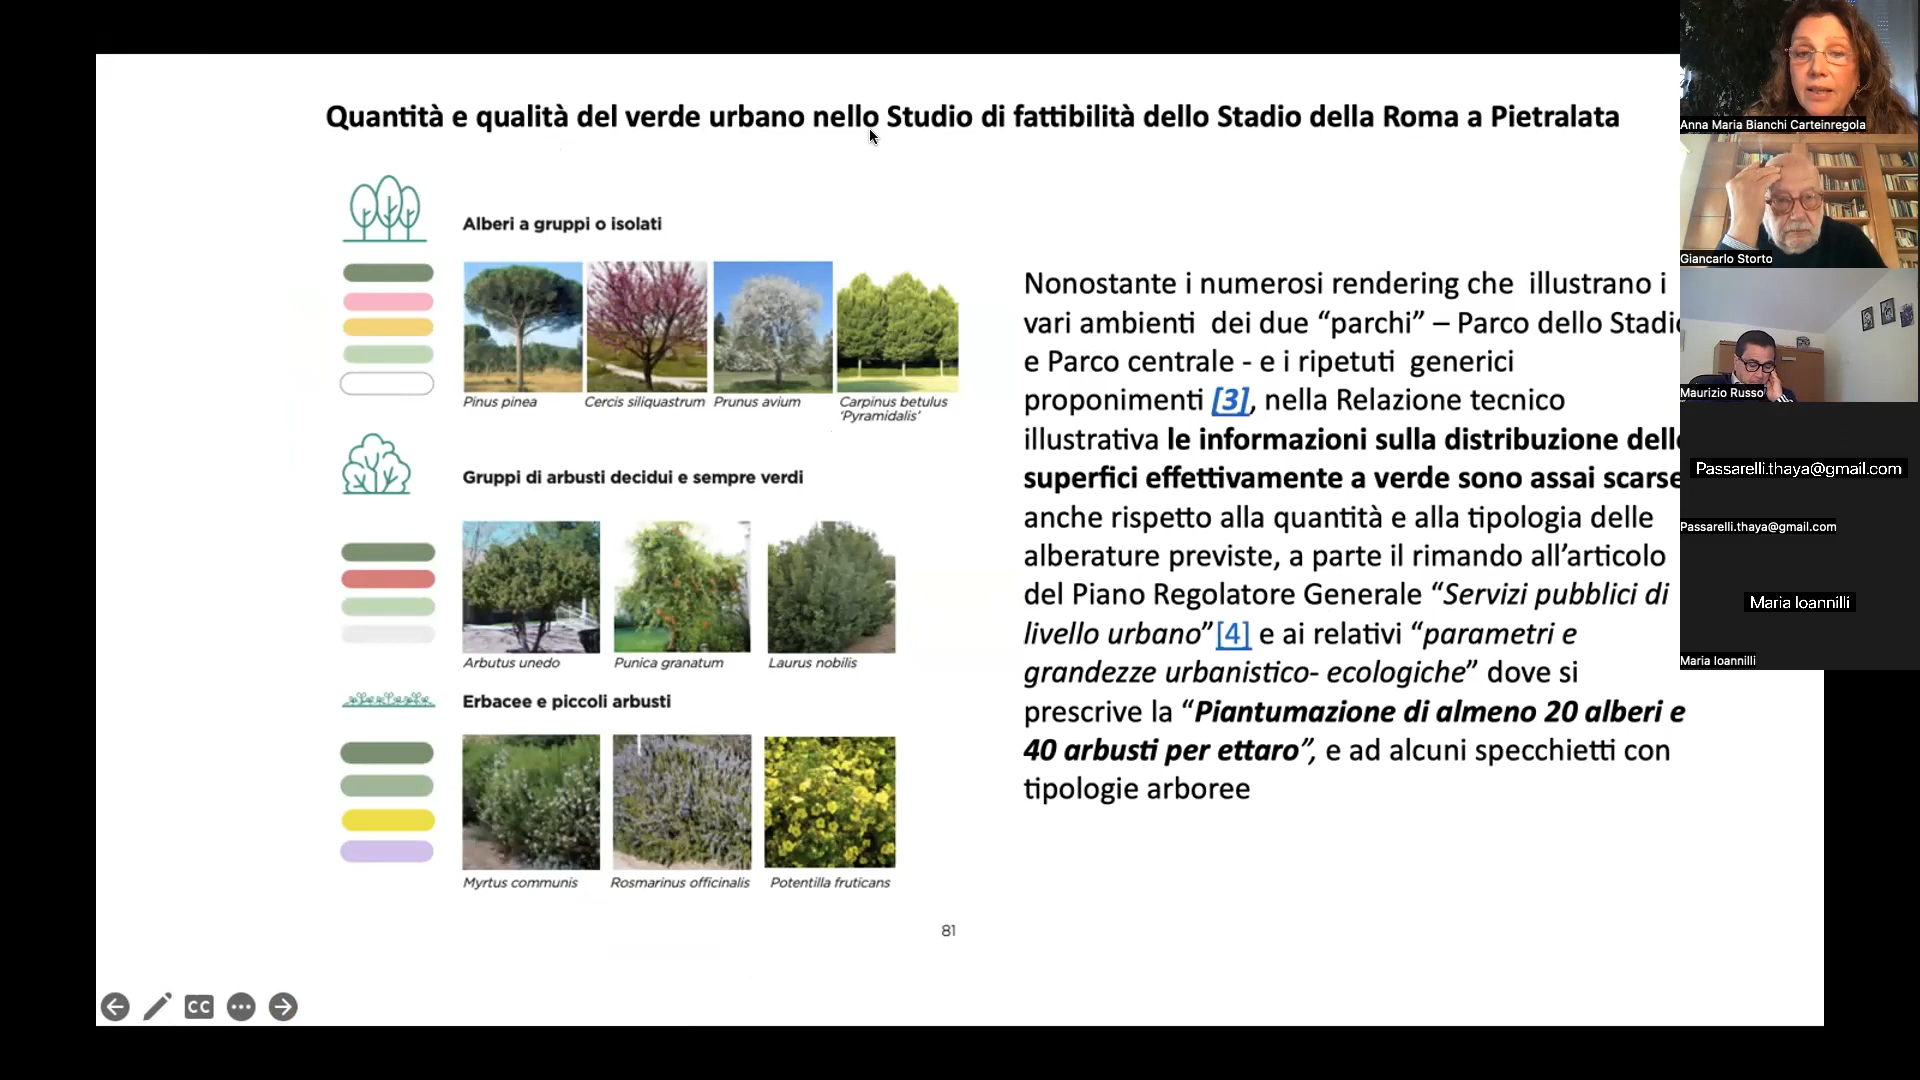 Quantità e qualità del verde urbano nello Studio di fattibilità dello Stadio della Roma a Pietralata
Alberi a gruppi o isolati
Pinus pinea
Cercis siliquastrum
Prunus avium
Carpinus betulus
‘Pyramidalis’
Gruppi di arbusti decidui e sempre verdi
Arbutus unedo
Punica granatum
Laurus nobilis
Erbacee e piccoli arbusti
Myrtus communis
Rosmarinus officinalis
Potentilla fruticans
81
Nonostante i numerosi rendering che illustrano i
vari ambienti dei due “parchi” – Parco dello Stadio
e Parco centrale - e i ripetuti generici
proponimenti [3], nella Relazione tecnico
illustrativa le informazioni sulla distribuzione delle
superfici effettivamente a verde sono assai scarse
anche rispetto alla quantità e alla tipologia delle
alberature previste, a parte il rimando all’articolo
del Piano Regolatore Generale “Servizi pubblici di
livello urbano”[4] e ai relativi “parametri e
grandezze urbanistico- ecologiche” dove si
prescrive la “Piantumazione di almeno 20 alberi e
40 arbusti per ettaro”, e ad alcuni specchietti con
tipologie arboree
CC
Anna Maria Bianchi Carteinregola
Giancarlo Storto
Maurizio Russo
Passarelli.thaya@gmail.com
Passarelli.thaya@gmail.com
Maria Ioannilli
Maria Ioannilli